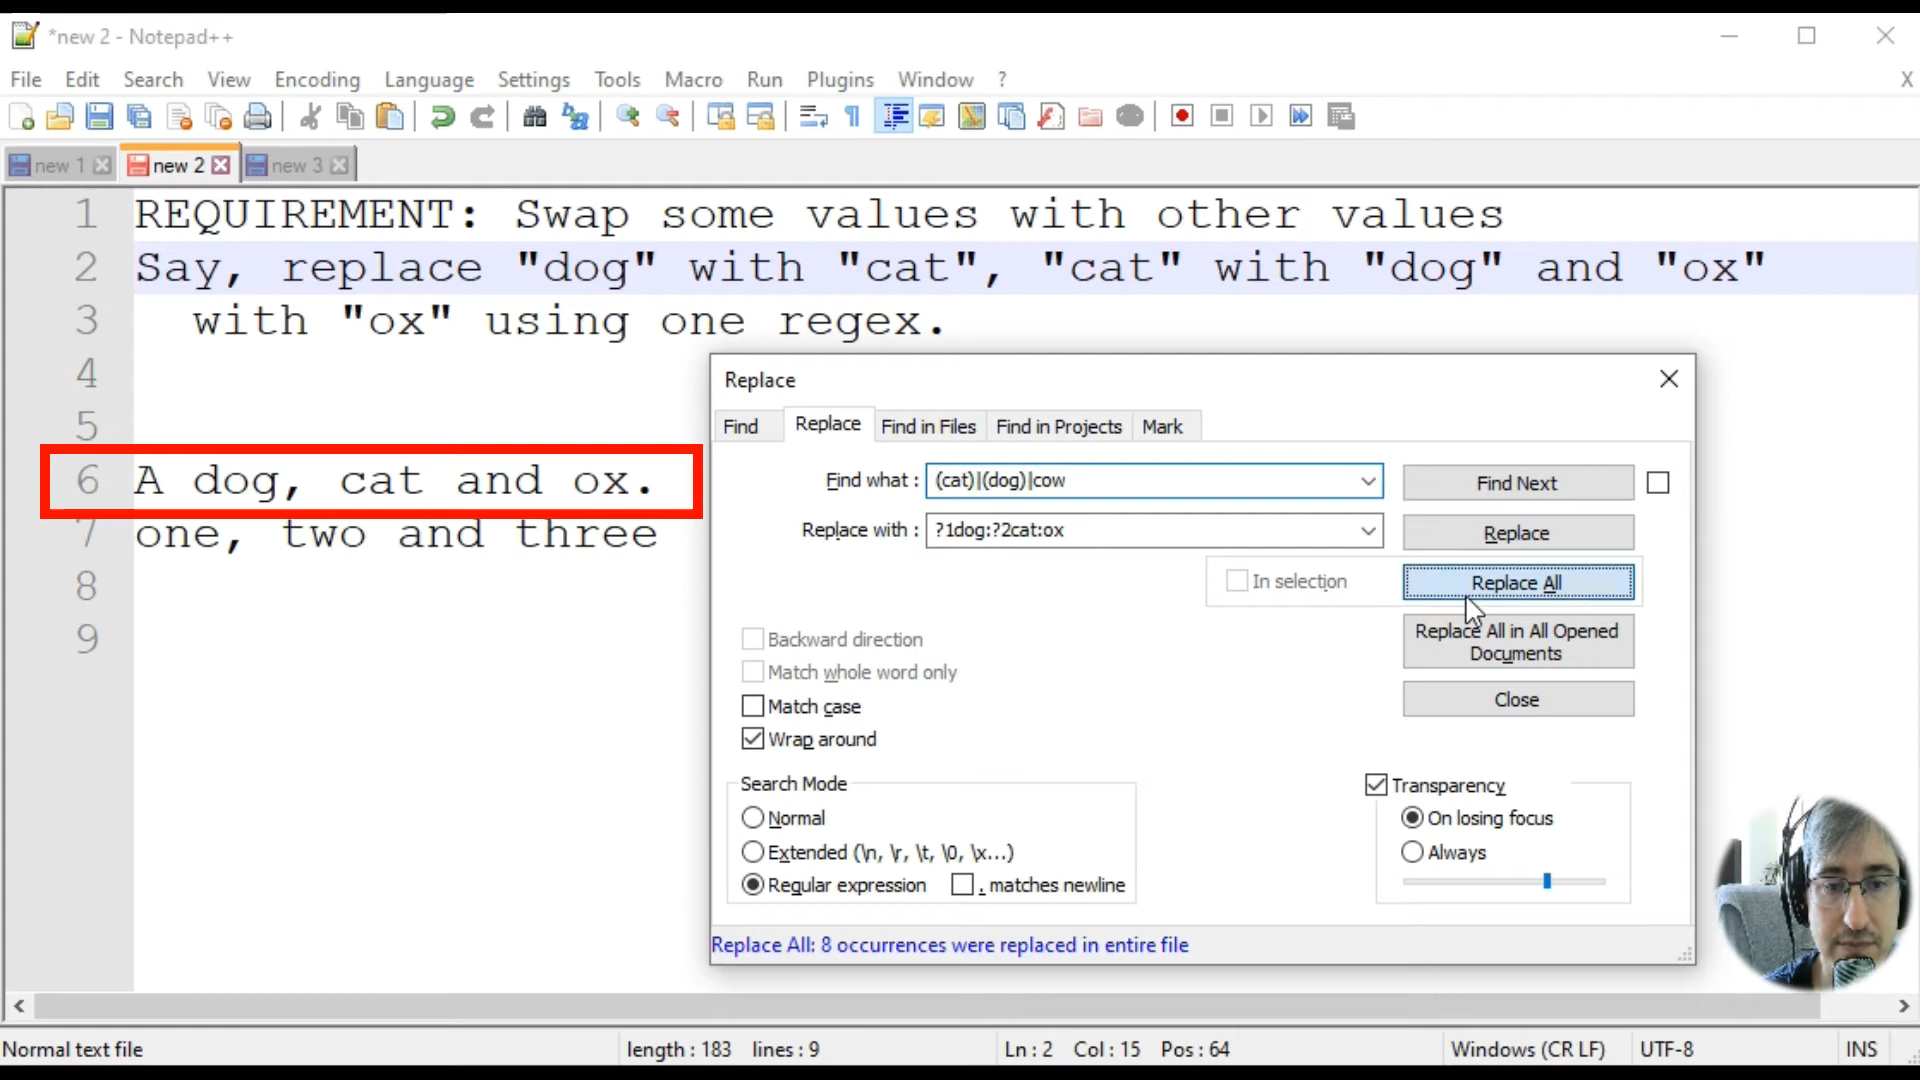 *new 2 - Notepad++
File Edit Search View Encoding Language Settings Tools Macro Run Plugins Window ? X
new 1 new 2 new 3
1 REQUIREMENT: Swap some values with other values
2 Say, replace "dog" with "cat", "cat" with "dog" and "ox"
3 with "ox" using one regex.
4
5
6 A dog, cat and ox.
7 one, two and three
8
9
Replace
Find Replace Find in Files Find in Projects Mark
Find what : (cat)|(dog)|cow Find Next
Replace with : ?1dog:?2cat:ox Replace
In selection Replace All
Replace All in All Opened
Documents
Close
Backward direction
Match whole word only
Match case
Wrap around
Search Mode
Normal
Extended (\n, \r, \t, \0, \x...)
Regular expression . matches newline
Transparency
On losing focus
Always
Replace All: 8 occurrences were replaced in entire file
Normal text file length : 183 lines : 9 Ln : 2 Col : 15 Pos : 64 Windows (CR LF) UTF-8 INS